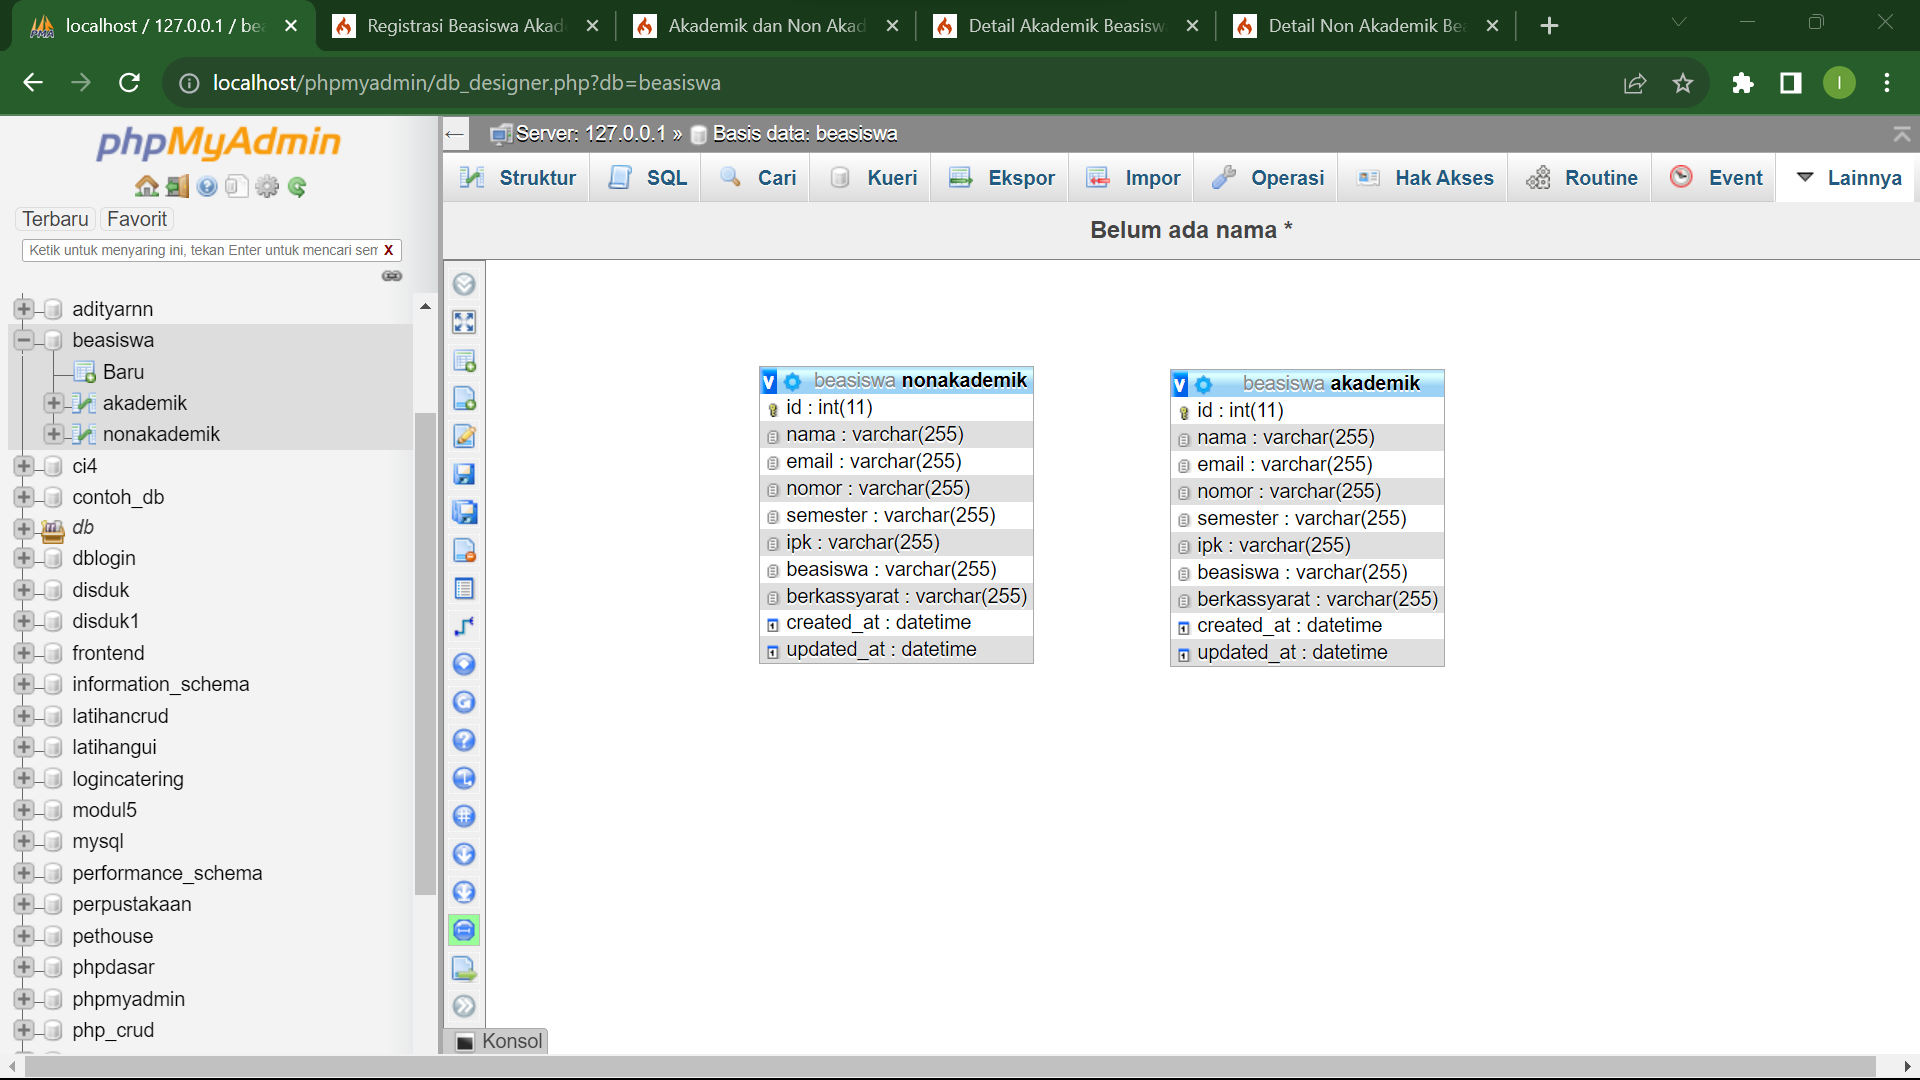 localhost / 127.0.0.1 / be
Registrasi Beasiswa Akad
Akademik dan Non Akad
Detail Akademik Beasisw
Detail Non Akademik Be
localhost/phpmyadmin/db_designer.php?db=beasiswa
I
phpMyAdmin
Terbaru
Favorit
Ketik untuk menyaring ini, tekan Enter untuk mencari sem X
adityarnn
beasiswa
Baru
akademik
nonakademik
ci4
contoh_db
db
dblogin
disduk
disduk1
frontend
information_schema
latihancrud
latihangui
logincatering
modul5
mysql
performance_schema
perpustakaan
pethouse
phpdasar
phpmyadmin
php_crud
Server: 127.0.0.1 » Basis data: beasiswa
Struktur
SQL
Cari
Kueri
Ekspor
Impor
Operasi
Hak Akses
Routine
Event
Lainnya
Belum ada nama *
v beasiswa nonakademik
id : int(11)
nama : varchar(255)
email : varchar(255)
nomor : varchar(255)
semester : varchar(255)
ipk : varchar(255)
beasiswa : varchar(255)
berkassyarat : varchar(255)
created_at : datetime
updated_at : datetime
v beasiswa akademik
id : int(11)
nama : varchar(255)
email : varchar(255)
nomor : varchar(255)
semester : varchar(255)
ipk : varchar(255)
beasiswa : varchar(255)
berkassyarat : varchar(255)
created_at : datetime
updated_at : datetime
Konsol